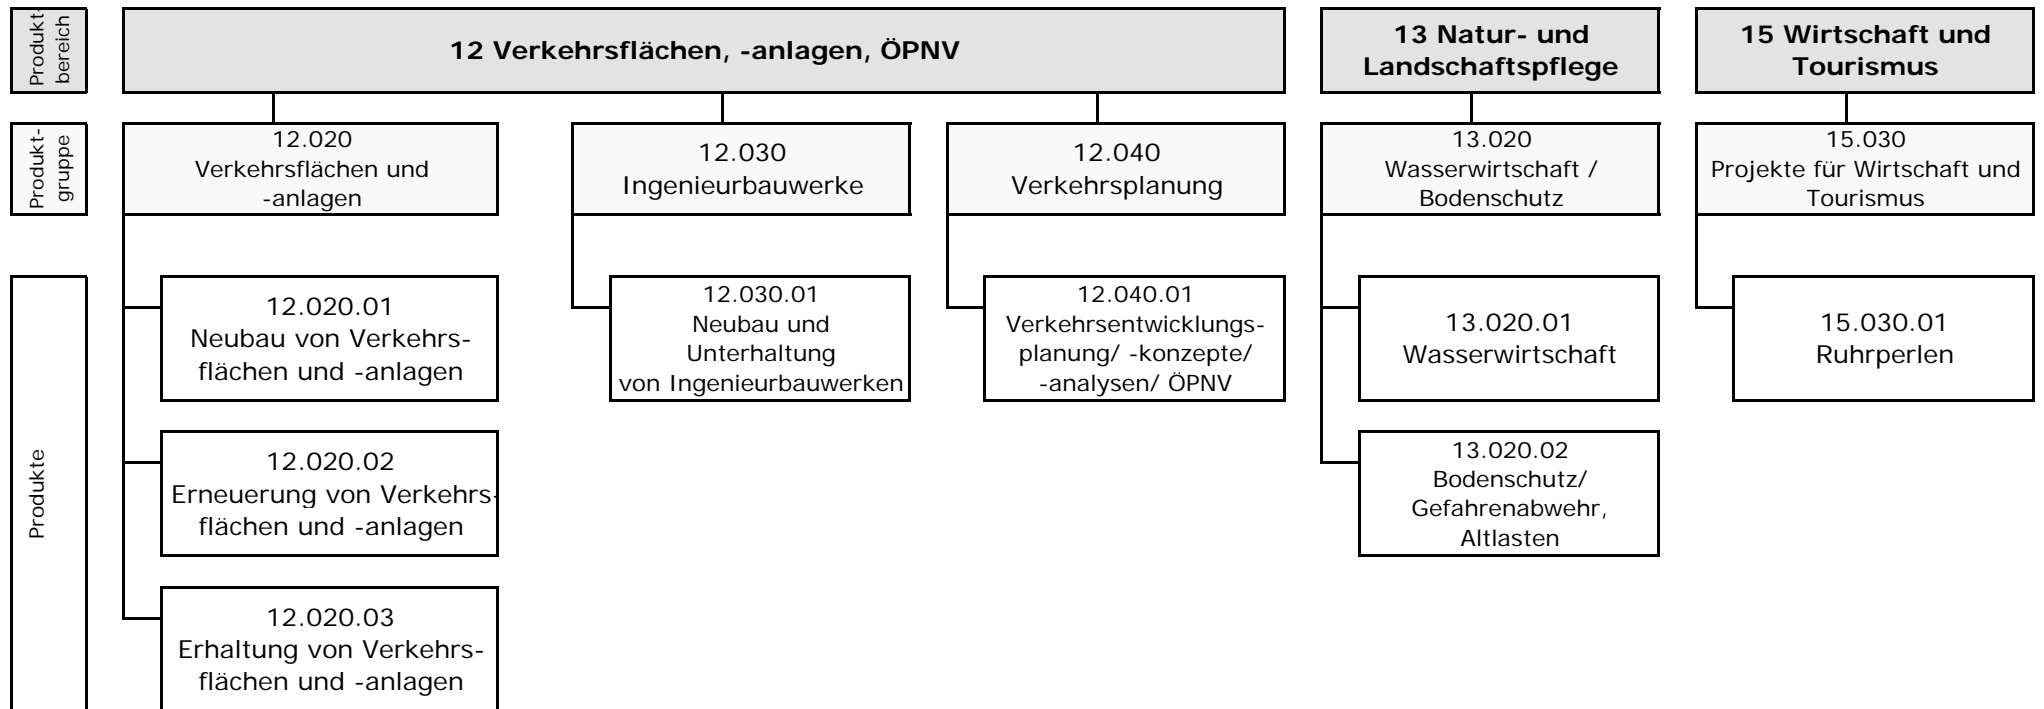 Produkt-
bereich
12 Verkehrsflächen, -anlagen, ÖPNV
13 Natur- und
Landschaftspflege
15 Wirtschaft und
Tourismus
Produkt-
gruppe
12.020
Verkehrsflächen und
-anlagen
12.030
Ingenieurbauwerke
12.040
Verkehrsplanung
13.020
Wasserwirtschaft /
Bodenschutz
15.030
Projekte für Wirtschaft und
Tourismus
Produkte
12.020.01
Neubau von Verkehrs-
flächen und -anlagen
12.030.01
Neubau und
Unterhaltung
von Ingenieurbauwerken
12.040.01
Verkehrsentwicklungs-
planung/ -konzepte/
-analysen/ ÖPNV
13.020.01
Wasserwirtschaft
15.030.01
Ruhrperlen
12.020.02
Erneuerung von Verkehrs-
flächen und -anlagen
13.020.02
Bodenschutz/
Gefahrenabwehr,
Altlasten
12.020.03
Erhaltung von Verkehrs-
flächen und -anlagen